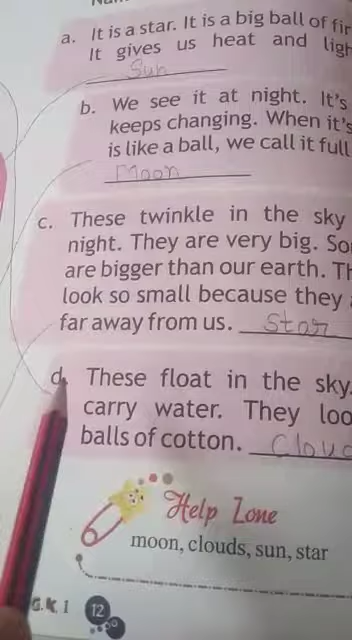 a. It is a star. It is a big ball of fir
It gives us heat and ligh
Sun
b. We see it at night. It's
keeps changing. When it's
is like a ball, we call it full
Moon
c. These twinkle in the sky
night. They are very big. So
are bigger than our earth. Th
look so small because they
far away from us. Star
d. These float in the sky.
carry water. They loo
balls of cotton. Clouc
Help Zone
moon, clouds, sun, star
G.K. 1 12